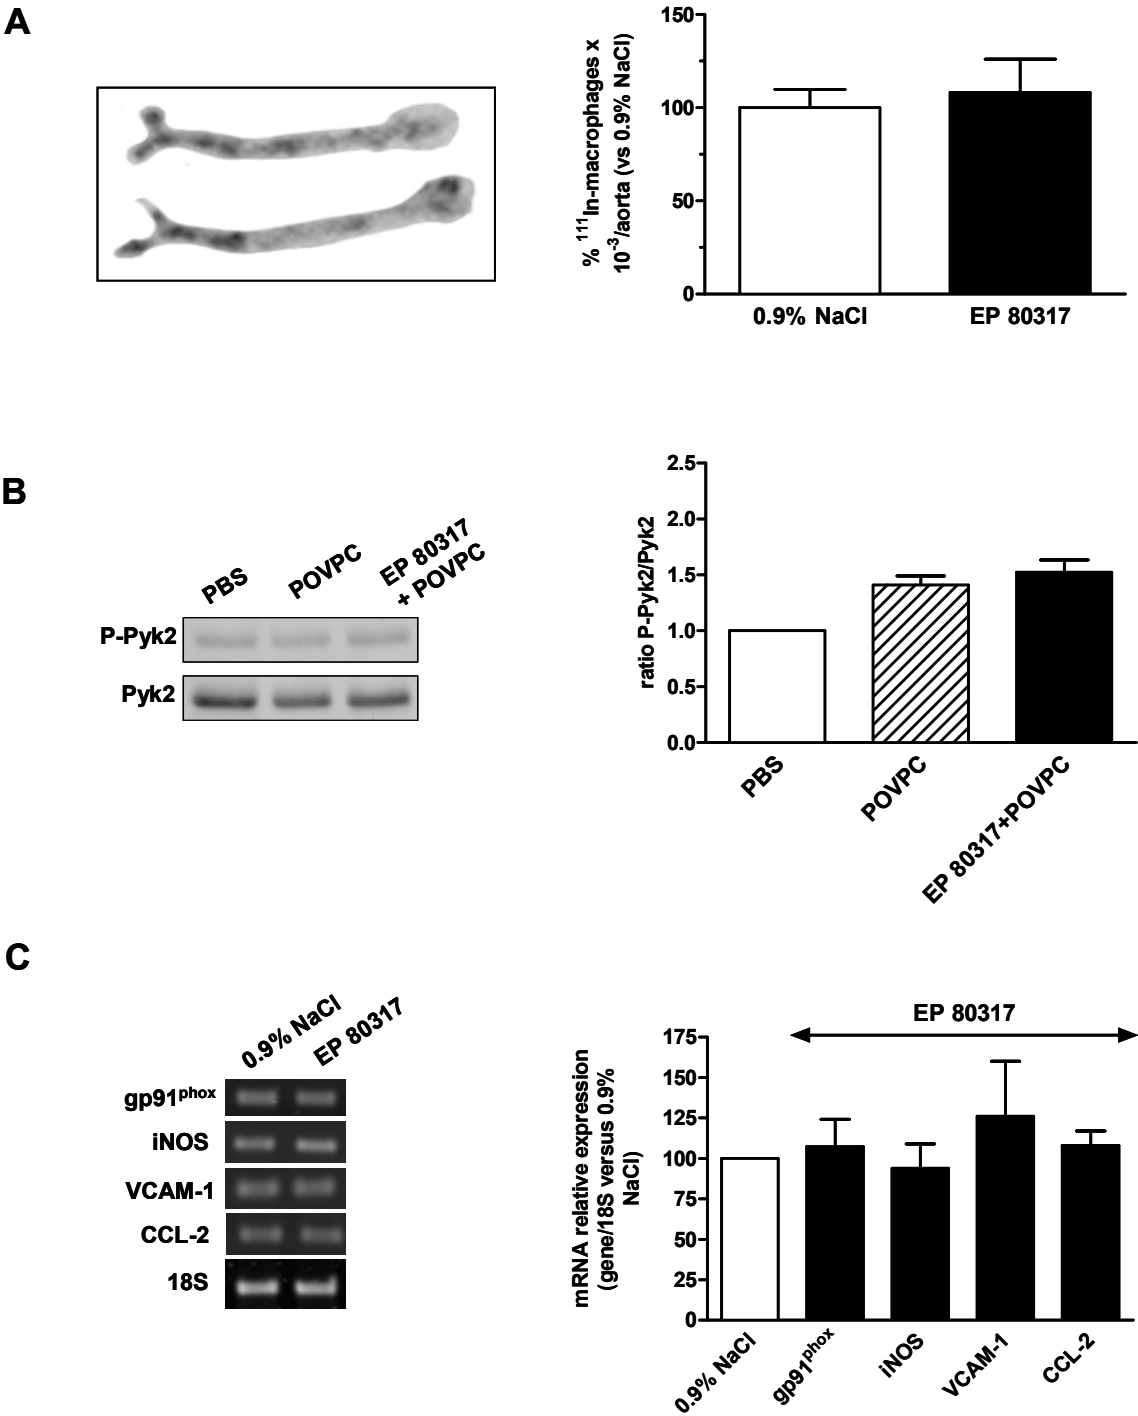 A
% ¹¹¹In-macrophages x
10⁻³/aorta (vs 0.9% NaCl)
150
100
50
0
0.9% NaCl
EP 80317
B
PBS
POVPC
EP 80317
+ POVPC
P-Pyk2
Pyk2
ratio P-Pyk2/Pyk2
2.5
2.0
1.5
1.0
0.5
0.0
PBS
POVPC
EP 80317+POVPC
C
0.9% NaCl
EP 80317
gp91ᵖʰᵒˣ
iNOS
VCAM-1
CCL-2
18S
mRNA relative expression
(gene/18S versus 0.9%
NaCl)
EP 80317
175
150
125
100
75
50
25
0
0.9% NaCl
gp91ᵖʰᵒˣ
iNOS
VCAM-1
CCL-2